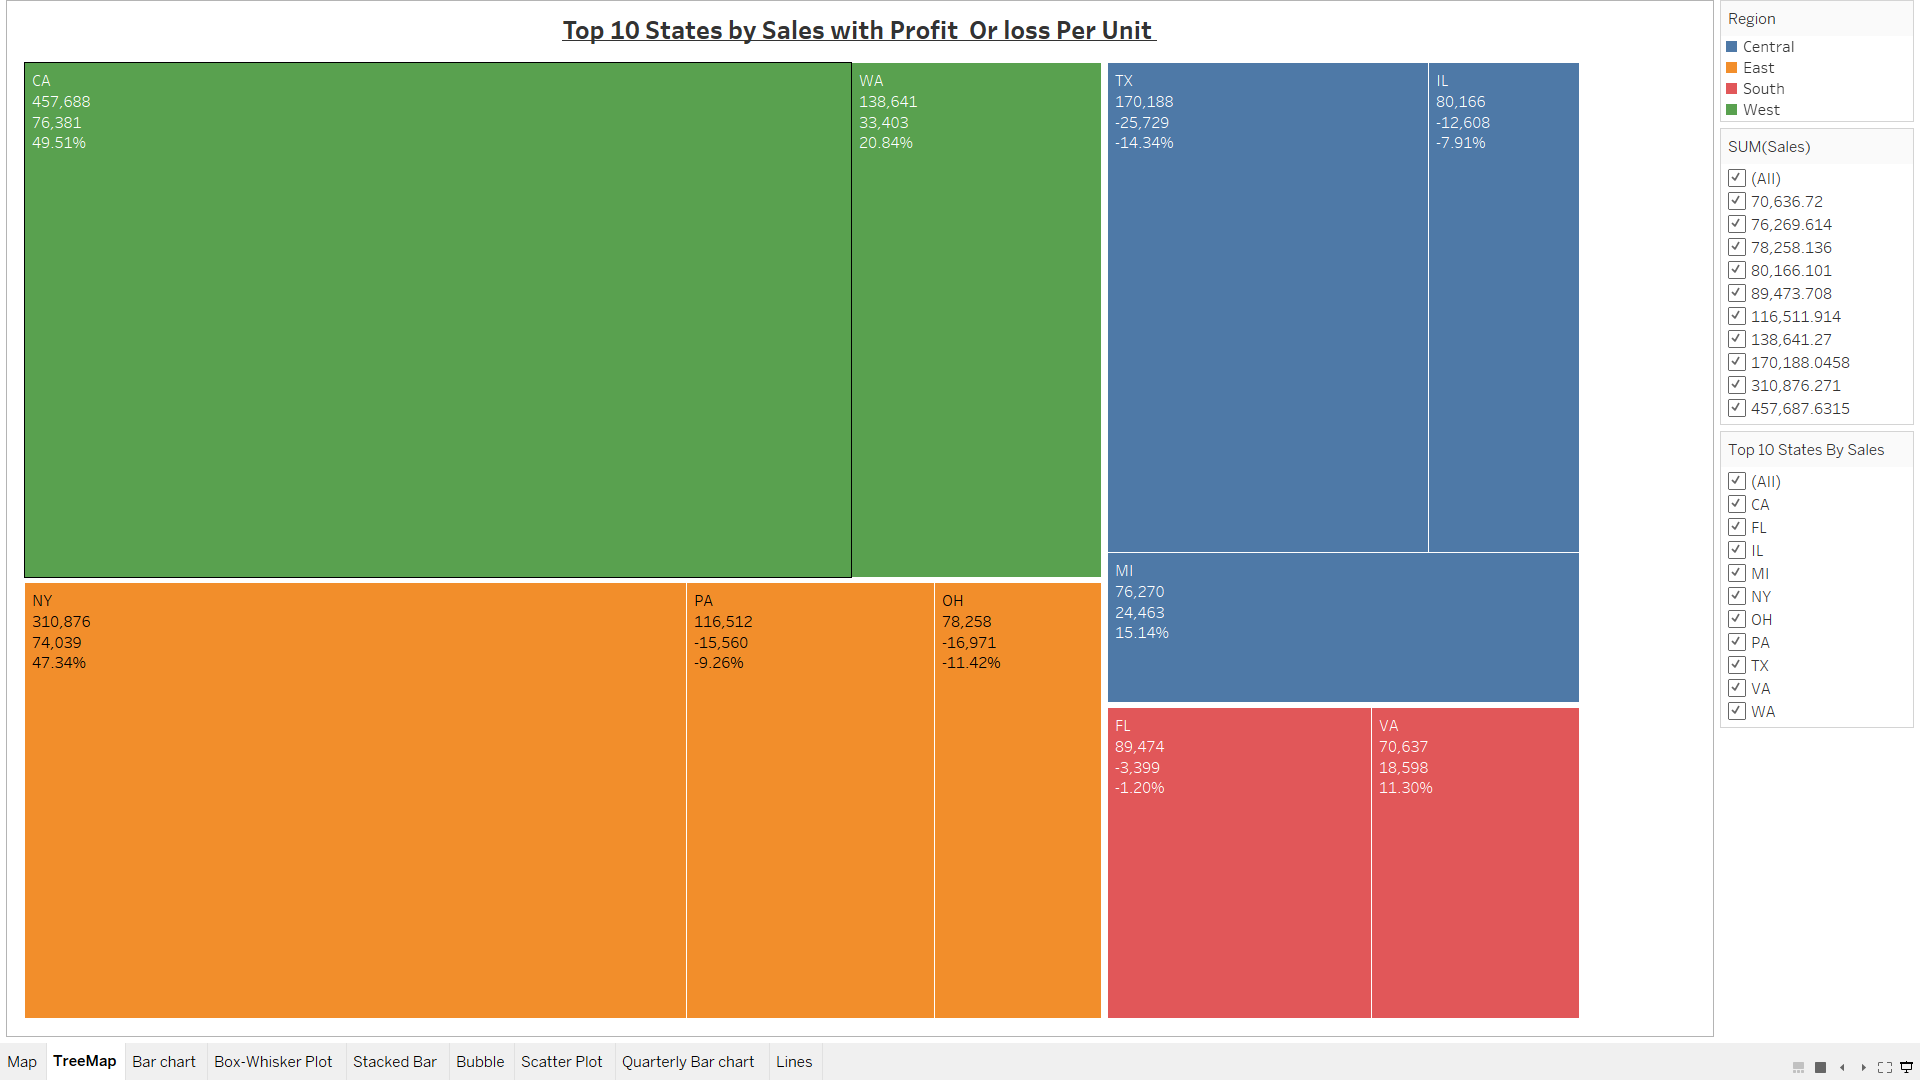 Top 10 States by Sales with Profit  Or loss Per Unit
CA
457,688
76,381
49.51%
WA
138,641
33,403
20.84%
TX
170,188
-25,729
-14.34%
IL
80,166
-12,608
-7.91%
MI
76,270
24,463
15.14%
NY
310,876
74,039
47.34%
PA
116,512
-15,560
-9.26%
OH
78,258
-16,971
-11.42%
FL
89,474
-3,399
-1.20%
VA
70,637
18,598
11.30%
Region
Central
East
South
West
SUM(Sales)
(All)
70,636.72
76,269.614
78,258.136
80,166.101
89,473.708
116,511.914
138,641.27
170,188.0458
310,876.271
457,687.6315
Top 10 States By Sales
(All)
CA
FL
IL
MI
NY
OH
PA
TX
VA
WA
Map TreeMap Bar chart Box-Whisker Plot Stacked Bar Bubble Scatter Plot Quarterly Bar chart Lines